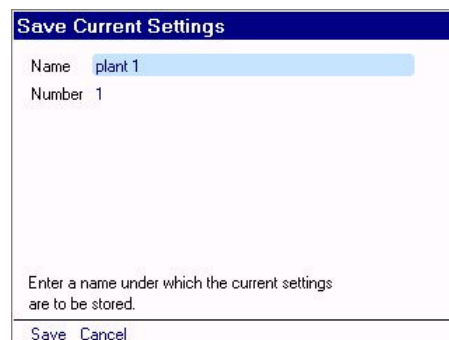 Save Current Settings
Name plant 1
Number 1
Enter a name under which the current settings
are to be stored.
Save Cancel